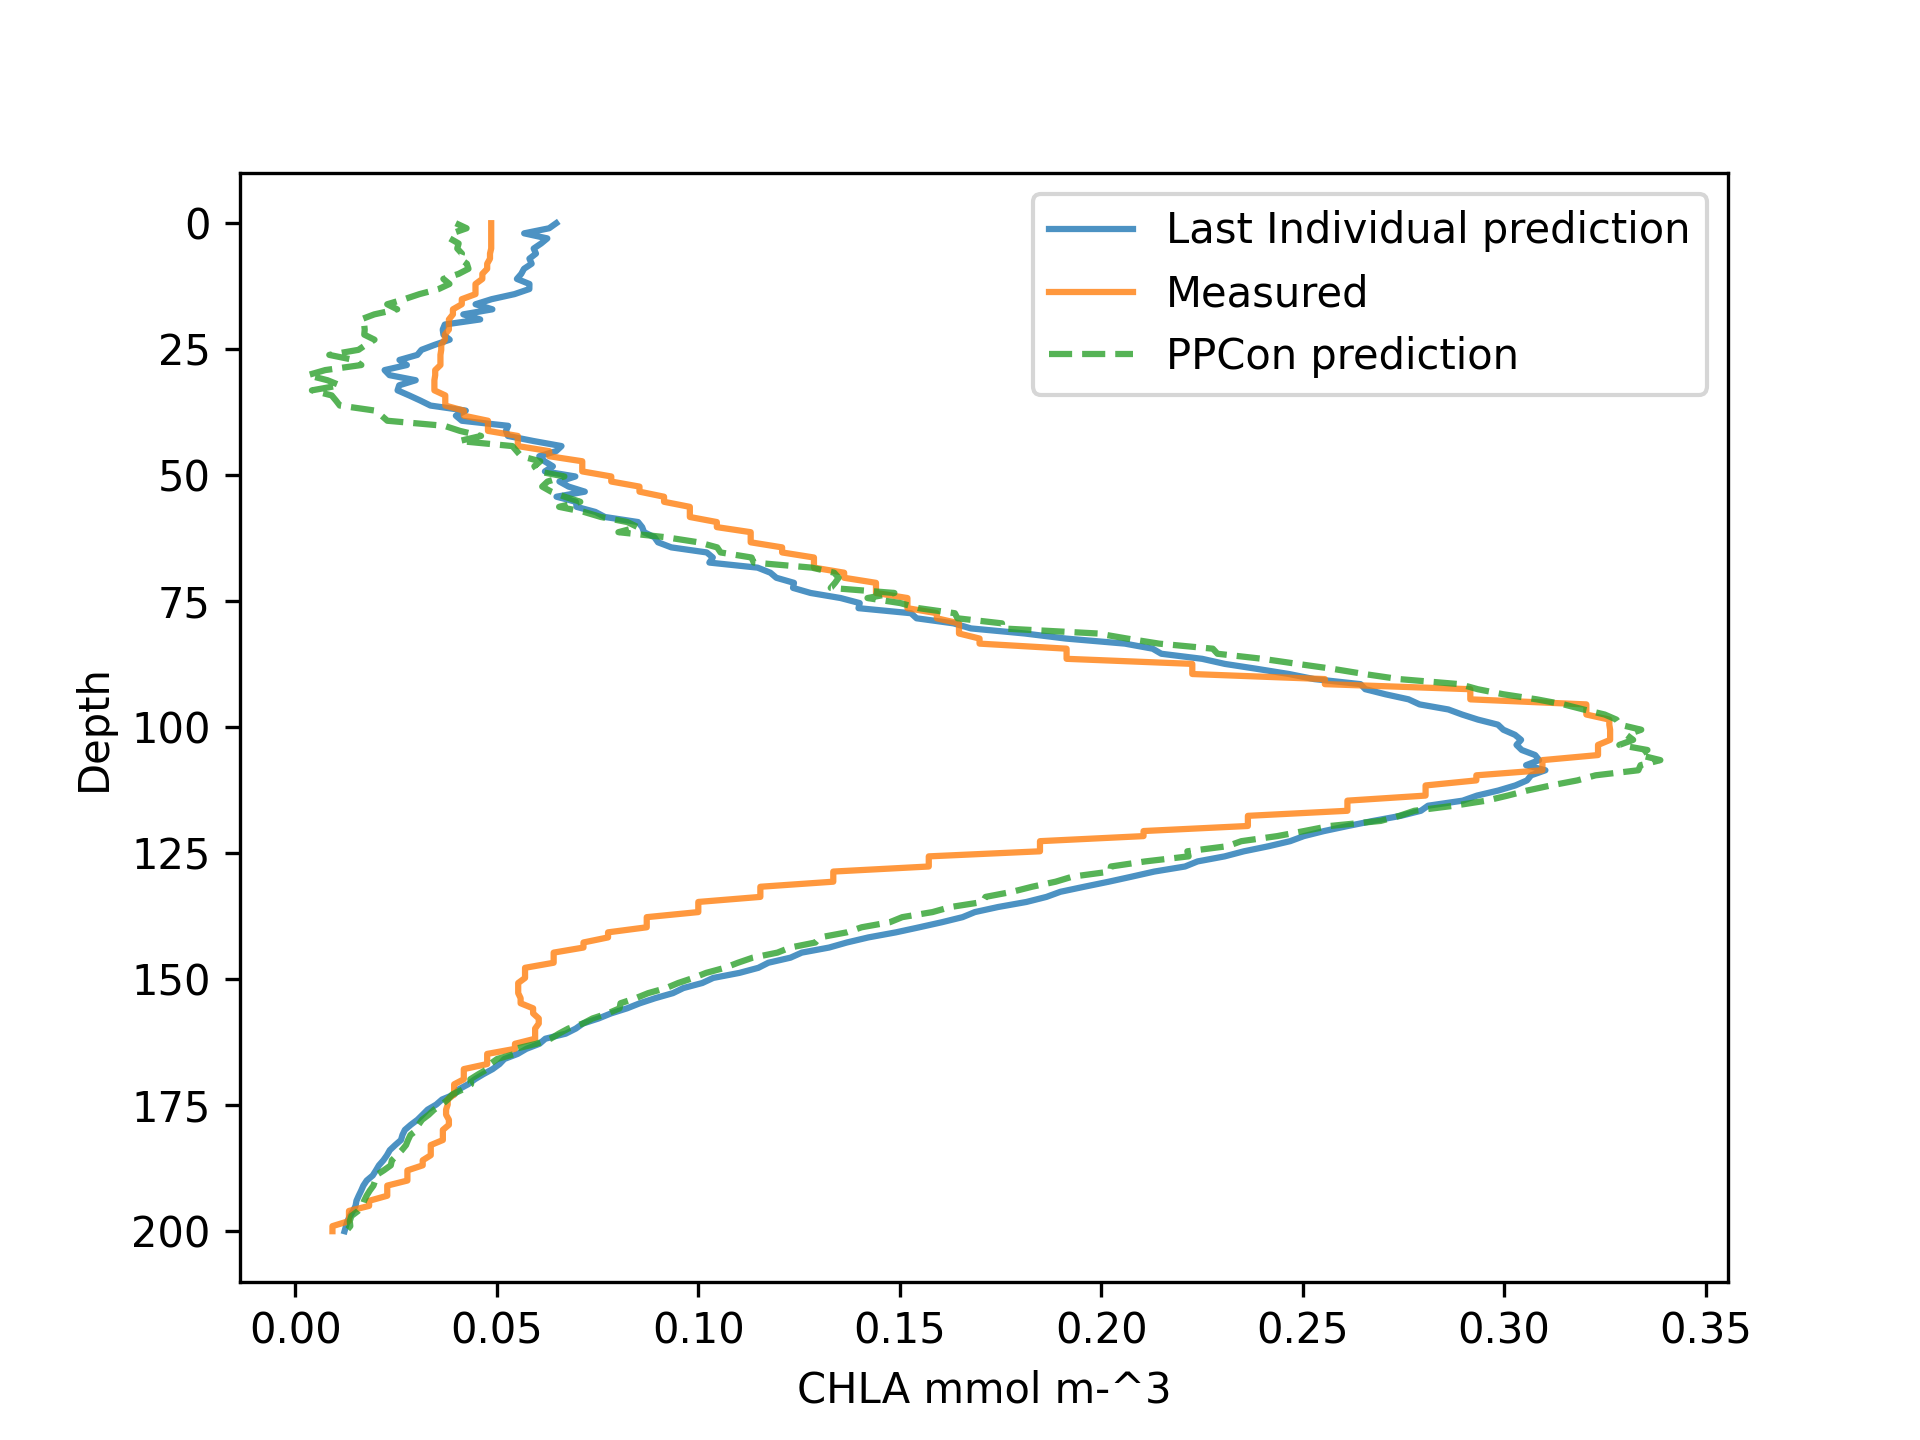 Last Individual prediction
Measured
PPCon prediction
0
25
50
75
100
125
150
175
200
Depth
0.00 0.05 0.10 0.15 0.20 0.25 0.30 0.35
CHLA mmol m-^3